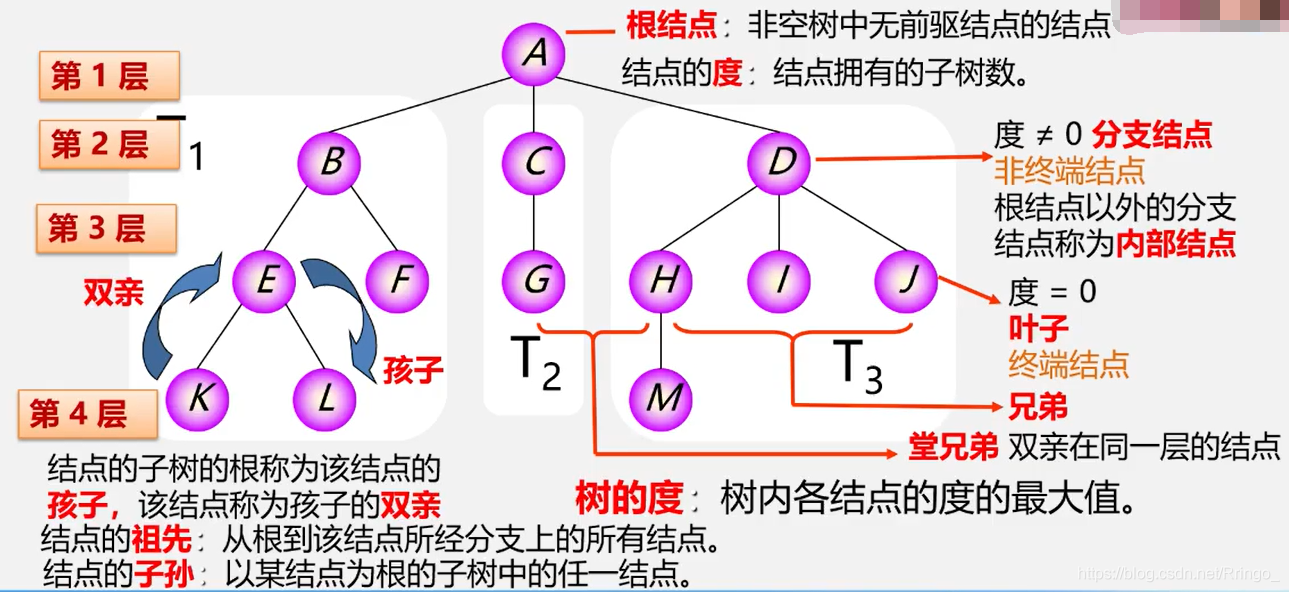 根结点：非空树中无前驱结点的结点
结点的度：结点拥有的子树数。
第 1 层
第 2 层
第 3 层
第 4 层
A
B
C
D
E
F
G
H
I
J
K
L
M
1
T2
T3
双亲
孩子
度 ≠ 0 分支结点
非终端结点
根结点以外的分支
结点称为内部结点
度 = 0
叶子
终端结点
兄弟
堂兄弟 双亲在同一层的结点
结点的子树的根称为该结点的
孩子，该结点称为孩子的双亲
树的度：树内各结点的度的最大值。
结点的祖先：从根到该结点所经分支上的所有结点。
结点的子孙：以某结点为根的子树中的任一结点。
https://blog.csdn.net/Rringo_